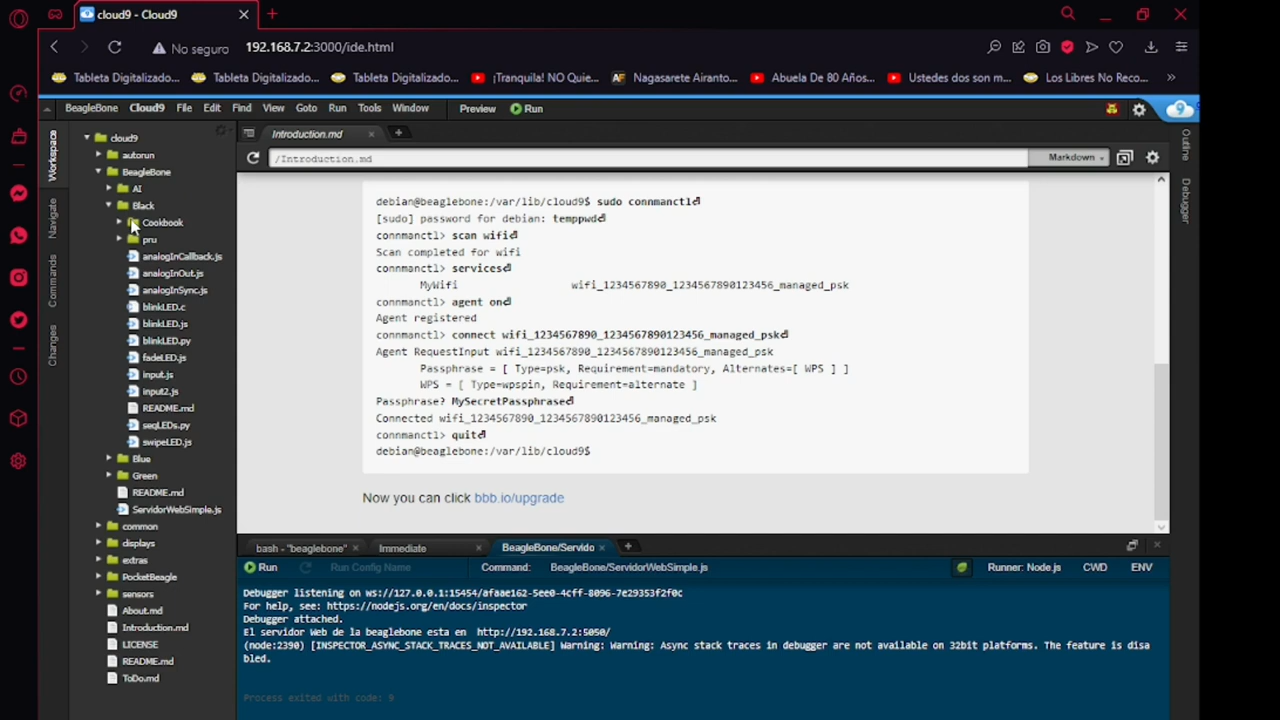 cloud9 - Cloud9
No seguro 192.168.7.2:3000/ide.html
Tableta Digitalizado... Tableta Digitalizado... Tableta Digitalizado... ¡Tranquila! NO Quie... AF Nagasarete Airanto... Abuela De 80 Años... Ustedes dos son m... Los Libros No Reco... »
BeagleBone Cloud9 File Edit Find View Goto Run Tools Window Preview Run
Workspace
Navigate
Commands
Changes
cloud9
autorun
BeagleBone
AI
Black
Cookbook
pru
analogInCallback.js
analogInOut.js
analogInSync.js
blinkLED.c
blinkLED.js
blinkLED.py
fadeLED.js
input.js
input2.js
README.md
seqLEDs.py
swipeLED.js
Blue
Green
README.md
ServidorWebSimple.js
common
displays
extras
PocketBeagle
sensors
About.md
Introduction.md
LICENSE
README.md
ToDo.md
Introduction.md
/Introduction.md Markdown
debian@beaglebone:/var/lib/cloud9$ sudo connmanctl⏎
[sudo] password for debian: temppwd⏎
connmanctl> scan wifi⏎
Scan completed for wifi
connmanctl> services⏎
MyWifi wifi_1234567890_1234567890123456_managed_psk
connmanctl> agent on⏎
Agent registered
connmanctl> connect wifi_1234567890_1234567890123456_managed_psk⏎
Agent RequestInput wifi_1234567890_1234567890123456_managed_psk
Passphrase = [ Type=psk, Requirement=mandatory, Alternates=[ WPS ] ]
WPS = [ Type=wpspin, Requirement=alternate ]
Passphrase? MySecretPassphrase⏎
Connected wifi_1234567890_1234567890123456_managed_psk
connmanctl> quit⏎
debian@beaglebone:/var/lib/cloud9$
Now you can click bbb.io/upgrade
Outline
Debugger
bash - "beaglebone" Immediate BeagleBone/Servido
Run Run Config Name Command: BeagleBone/ServidorWebSimple.js Runner: Node.js CWD ENV
Debugger listening on ws://127.0.0.1:15454/afaae162-5ee0-4cff-8096-7e29353f2f0c
For help, see: https://nodejs.org/en/docs/inspector
Debugger attached.
El servidor Web de la beaglebone esta en http://192.168.7.2:5050/
(node:2390) [INSPECTOR_ASYNC_STACK_TRACES_NOT_AVAILABLE] Warning: Warning: Async stack traces in debugger are not available on 32bit platforms. The feature is disa
bled.
Process exited with code: 9